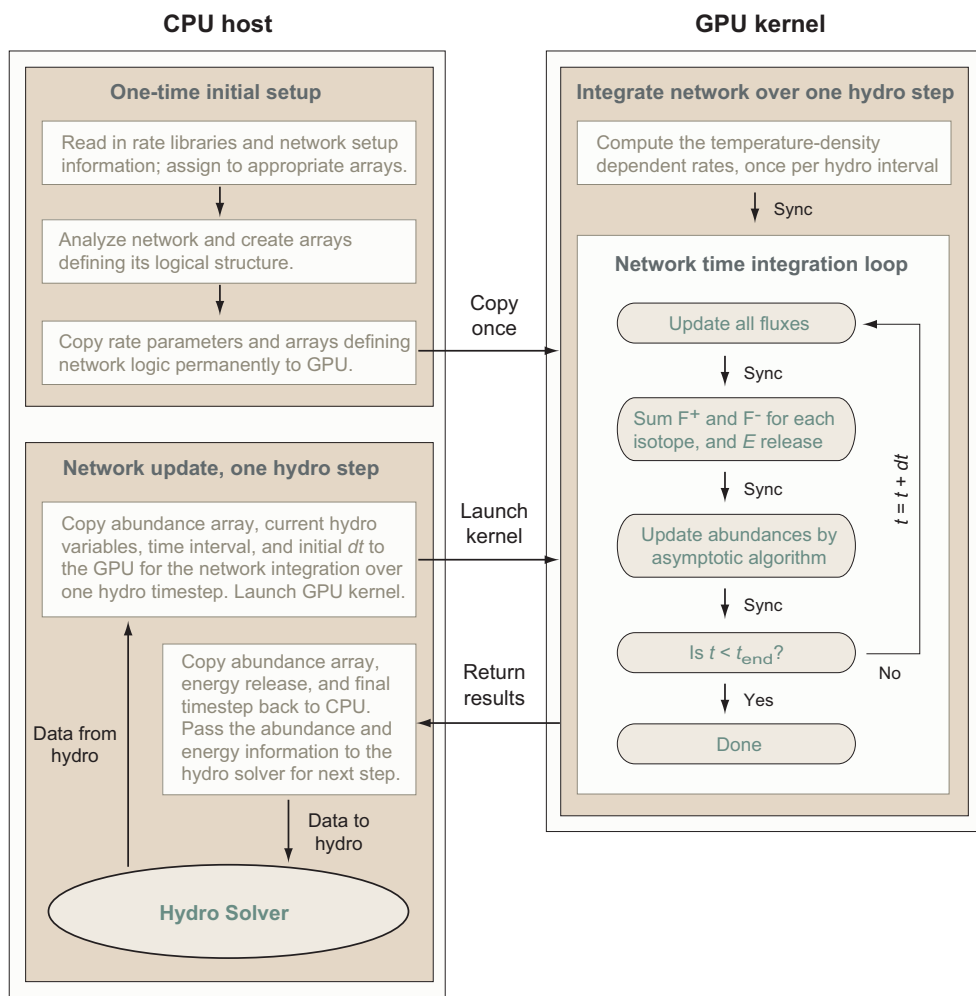 CPU host
One-time initial setup
Read in rate libraries and network setup
information; assign to appropriate arrays.
Analyze network and create arrays
defining its logical structure.
Copy rate parameters and arrays defining
network logic permanently to GPU.
Copy
once
Network update, one hydro step
Copy abundance array, current hydro
variables, time interval, and initial dt to
the GPU for the network integration over
one hydro timestep. Launch GPU kernel.
Launch
kernel
Copy abundance array,
energy release, and final
timestep back to CPU.
Pass the abundance and
energy information to the
hydro solver for next step.
Return
results
Data from
hydro
Data to
hydro
Hydro Solver
GPU kernel
Integrate network over one hydro step
Compute the temperature-density
dependent rates, once per hydro interval
Sync
Network time integration loop
Update all fluxes
Sync
Sum F⁺ and F⁻ for each
isotope, and E release
Sync
Update abundances by
asymptotic algorithm
Sync
Is t < t_end?
No
t = t + dt
Yes
Done